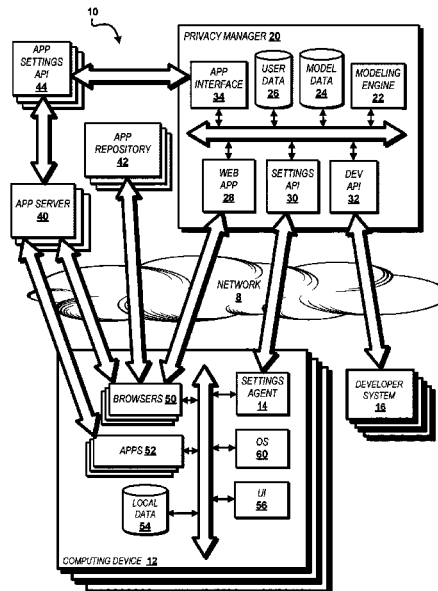 10
PRIVACY MANAGER 20
APP
SETTINGS
API
44
APP
INTERFACE
34
USER
DATA
26
MODEL
DATA
24
MODELING
ENGINE
22
APP
REPOSITORY
42
WEB
APP
28
SETTINGS
API
30
DEV
API
32
APP SERVER
40
NETWORK
8
BROWSERS 50
SETTINGS
AGENT
14
DEVELOPER
SYSTEM
16
APPS 52
OS
60
LOCAL
DATA
54
UI
56
COMPUTING DEVICE 12